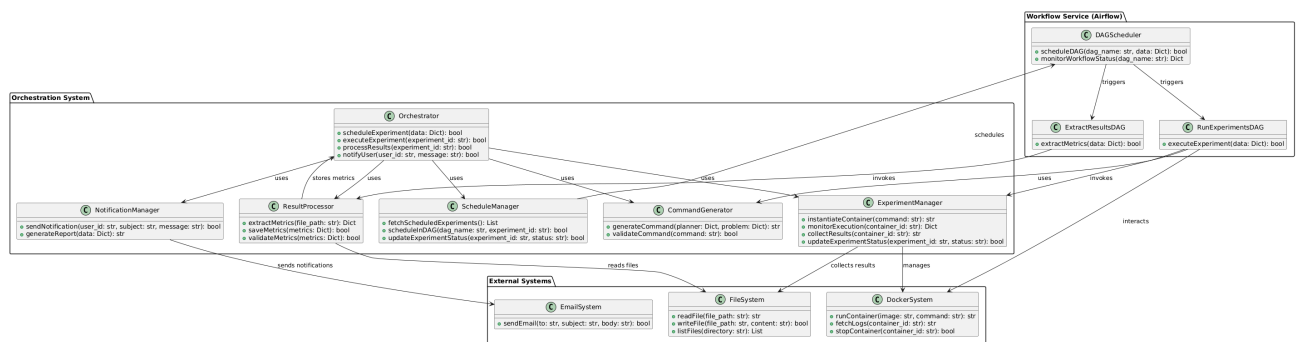 Workflow Service (Airflow)
C DAGScheduler
scheduleDAG(dag_name: str, data: Dict): bool
monitorWorkflowStatus(dag_name: str): Dict
triggers
triggers
Orchestration System
C Orchestrator
scheduleExperiment(data: Dict): bool
executeExperiment(experiment_id: str): bool
processResults(experiment_id: str): bool
notifyUser(user_id: str, message: str): bool
schedules
C ExtractResultsDAG
extractMetrics(data: Dict): bool
C RunExperimentsDAG
executeExperiment(data: Dict): bool
uses
stores metrics
uses
uses
uses
uses
invokes
uses
invokes
C NotificationManager
sendNotification(user_id: str, subject: str, message: str): bool
generateReport(data: Dict): str
C ResultProcessor
extractMetrics(file_path: str): Dict
saveMetrics(metrics: Dict): bool
validateMetrics(metrics: Dict): bool
C ScheduleManager
fetchScheduledExperiments(): List
scheduleInDAG(dag_name: str, experiment_id: str): bool
updateExperimentStatus(experiment_id: str, status: str): bool
C CommandGenerator
generateCommand(planner: Dict, problem: Dict): str
validateCommand(command: str): bool
C ExperimentManager
instantiateContainer(command: str): str
monitorExecution(container_id: str): Dict
collectResults(container_id: str): str
updateExperimentStatus(experiment_id: str, status: str): bool
interacts
sends notifications
reads files
collects results
manages
External Systems
C EmailSystem
sendEmail(to: str, subject: str, body: str): bool
C FileSystem
readFile(file_path: str): str
writeFile(file_path: str, content: str): bool
listFiles(directory: str): List
C DockerSystem
runContainer(image: str, command: str): str
fetchLogs(container_id: str): str
stopContainer(container_id: str): bool